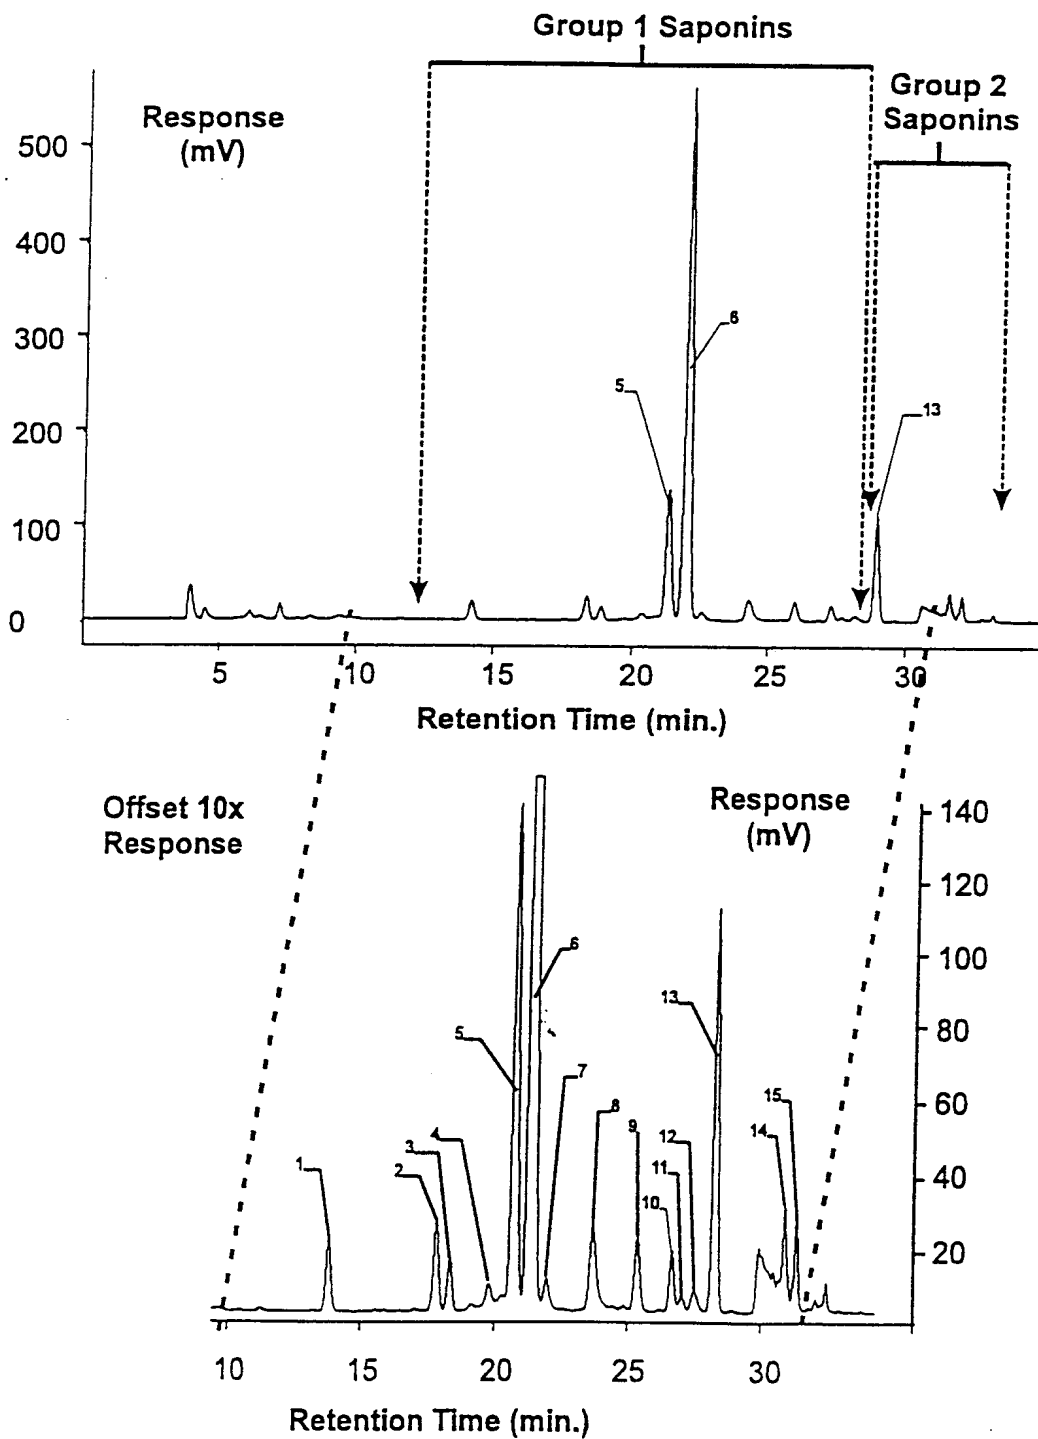 Group 1 Saponins
Group 2
Saponins
Response
(mV)
500
400
300
200
100
0
5
6
13
5 10 15 20 25 30
Retention Time (min.)
Offset 10x
Response
Response
(mV)
140
120
100
80
60
40
20
1
2
3
4
5
6
7
8
9
10
11
12
13
14
15
10 15 20 25 30
Retention Time (min.)